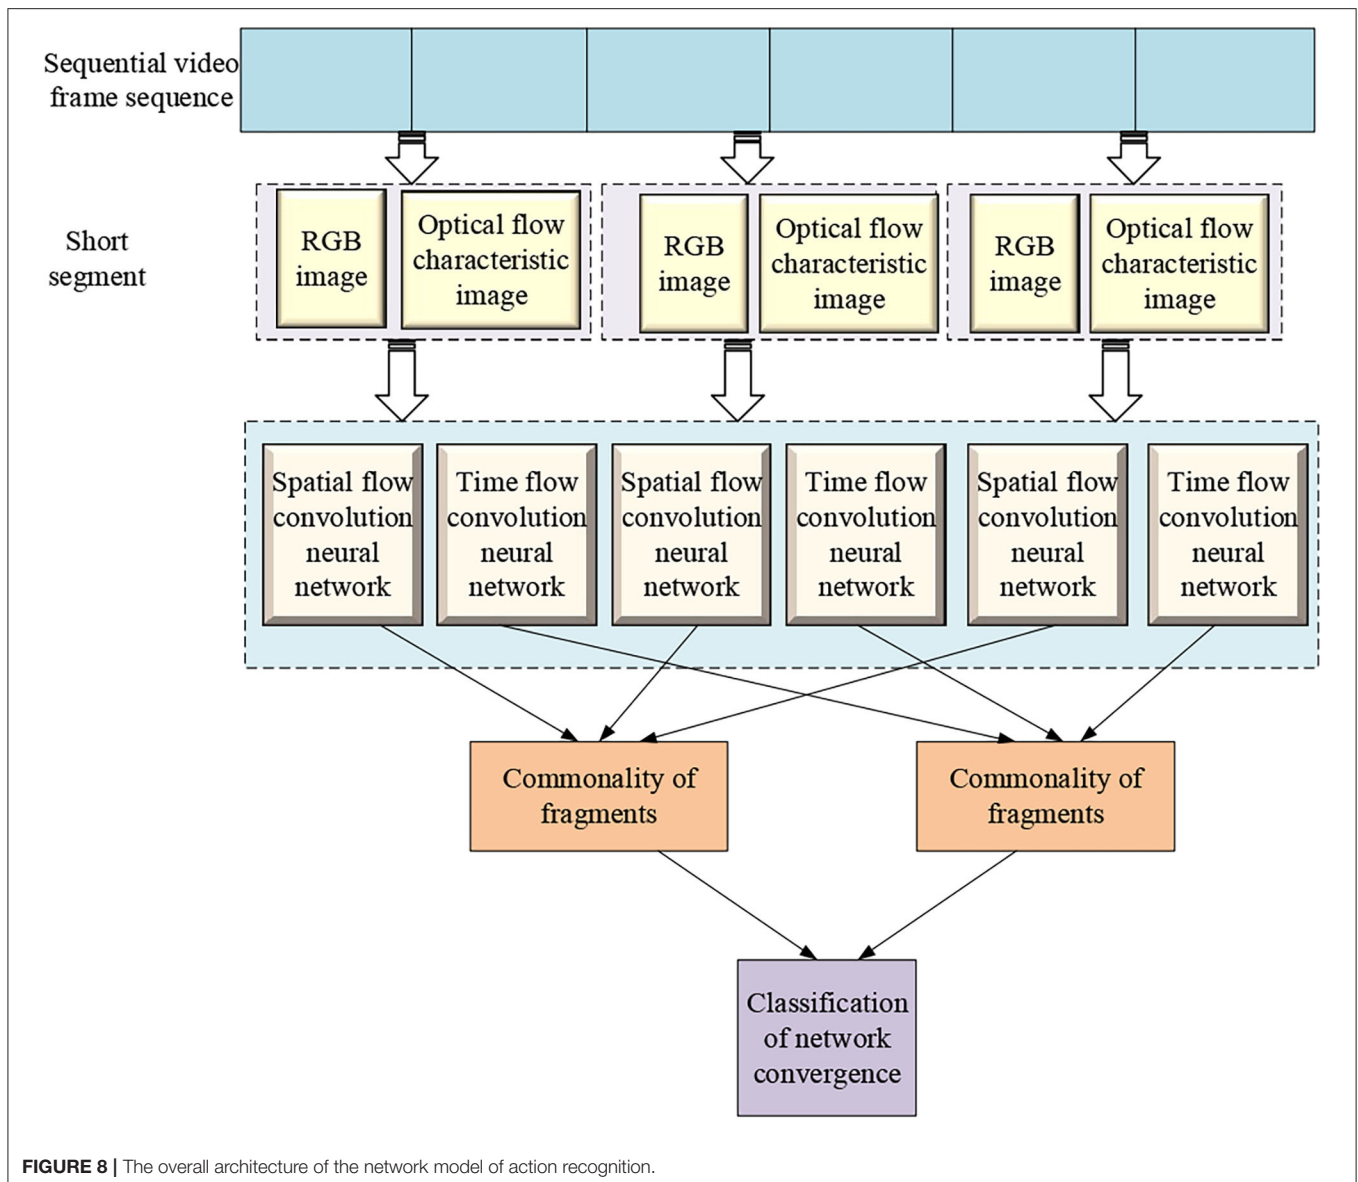 Sequential video
frame sequence
Short
segment
RGB
image
Optical flow
characteristic
image
RGB
image
Optical flow
characteristic
image
RGB
image
Optical flow
characteristic
image
Spatial flow
convolution
neural
network
Time flow
convolution
neural
network
Spatial flow
convolution
neural
network
Time flow
convolution
neural
network
Spatial flow
convolution
neural
network
Time flow
convolution
neural
network
Commonality of
fragments
Commonality of
fragments
Classification
of network
convergence
FIGURE 8 | The overall architecture of the network model of action recognition.